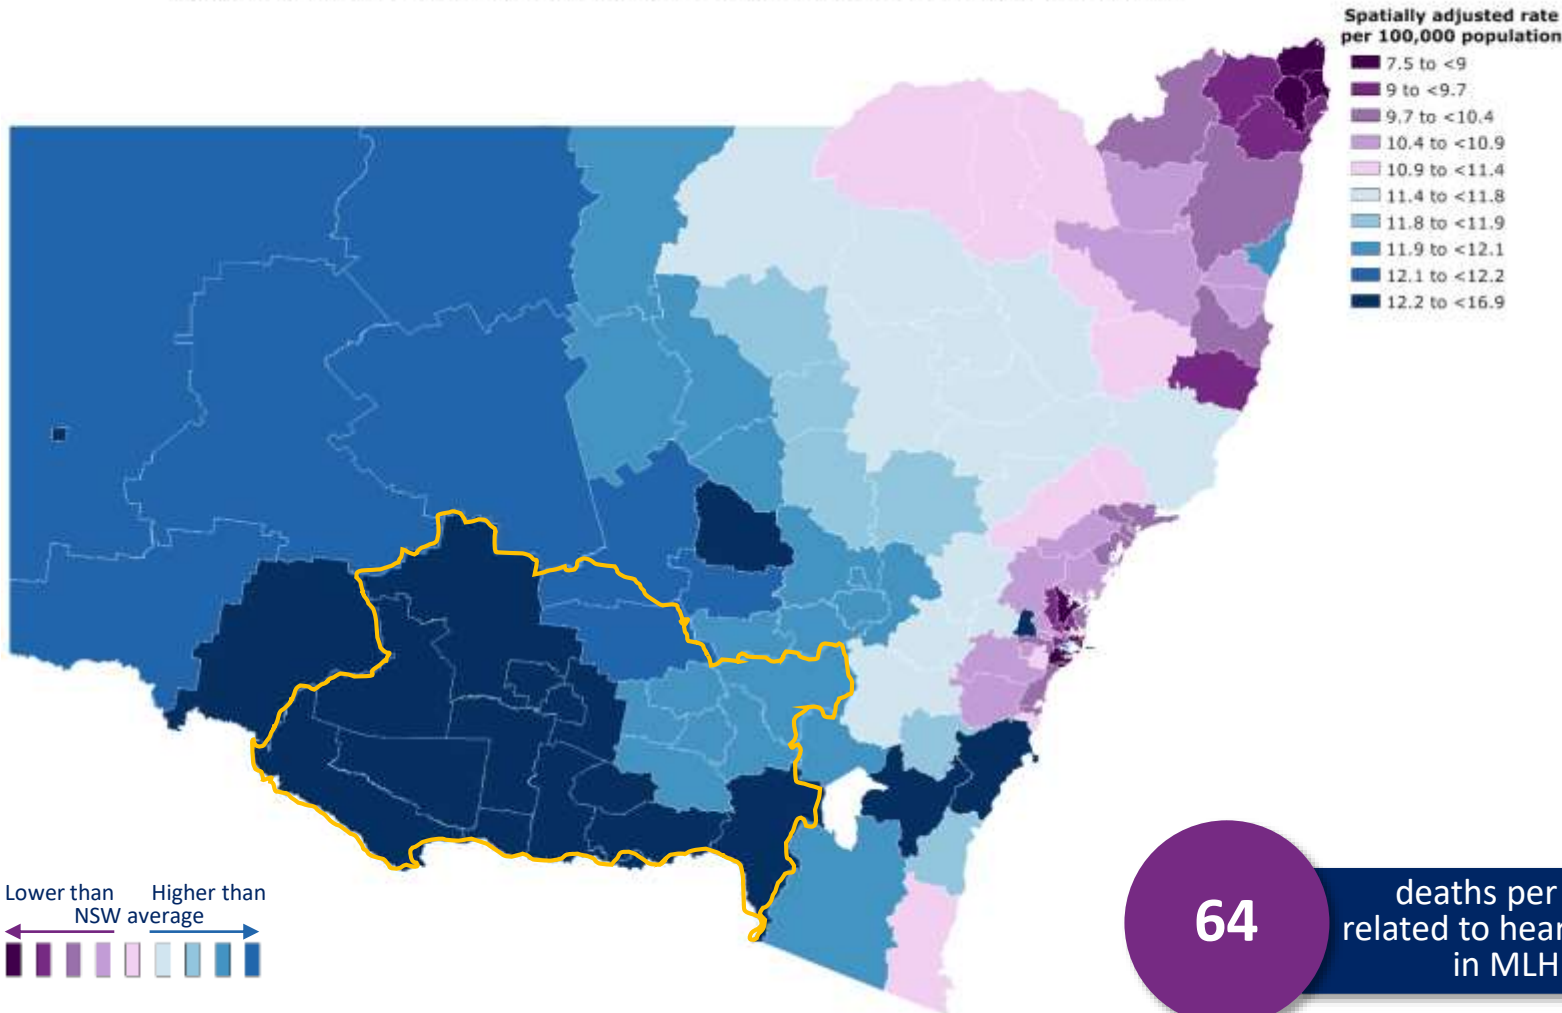 Spatially adjusted rate
per 100,000 population
7.5 to <9
9 to <9.7
9.7 to <10.4
10.4 to <10.9
10.9 to <11.4
11.4 to <11.8
11.8 to <11.9
11.9 to <12.1
12.1 to <12.2
12.2 to <16.9
Lower than Higher than
NSW average
64
deaths per
related to hear
in MLH